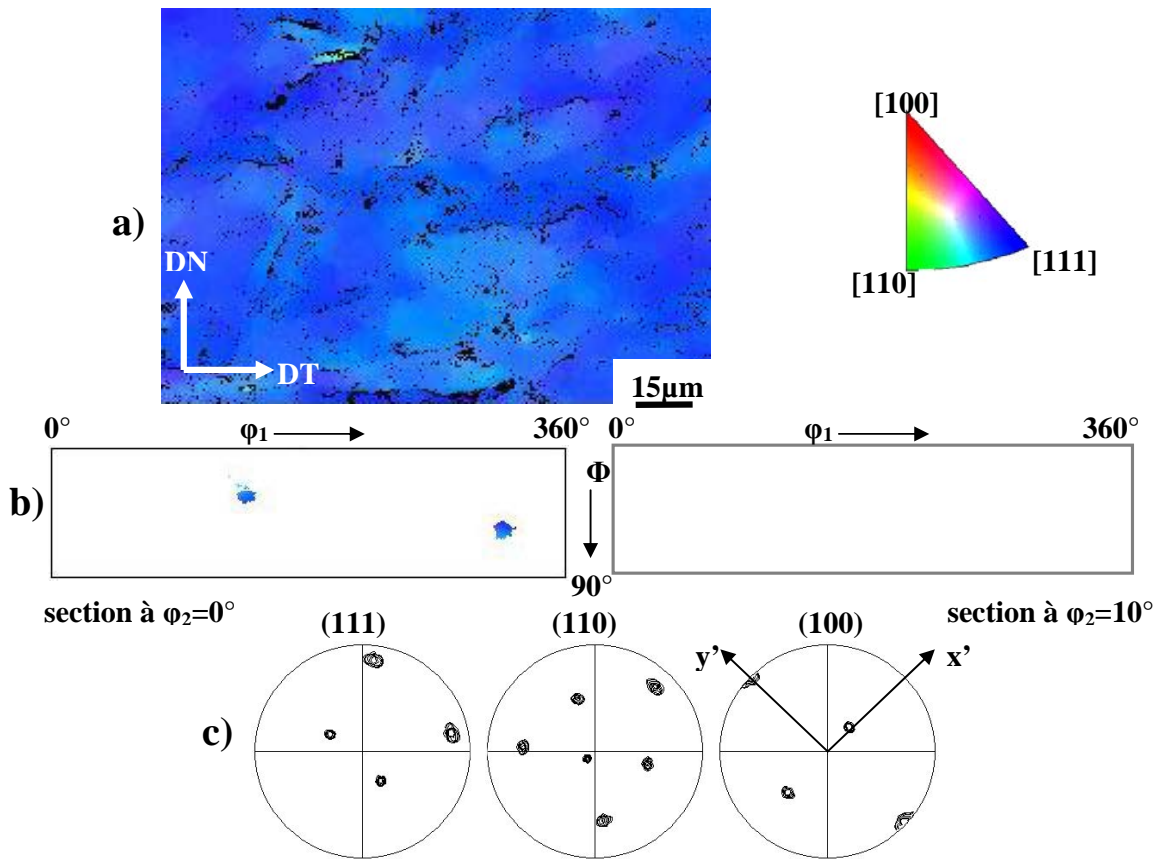 [100]
a)
DN
[111]
[110]
DT
15µm
0° φ₁ 360° 0° φ₁ 360°
Φ
b)
90°
section à φ₂=0° section à φ₂=10°
(111) (110) (100)
y’ x’
c)